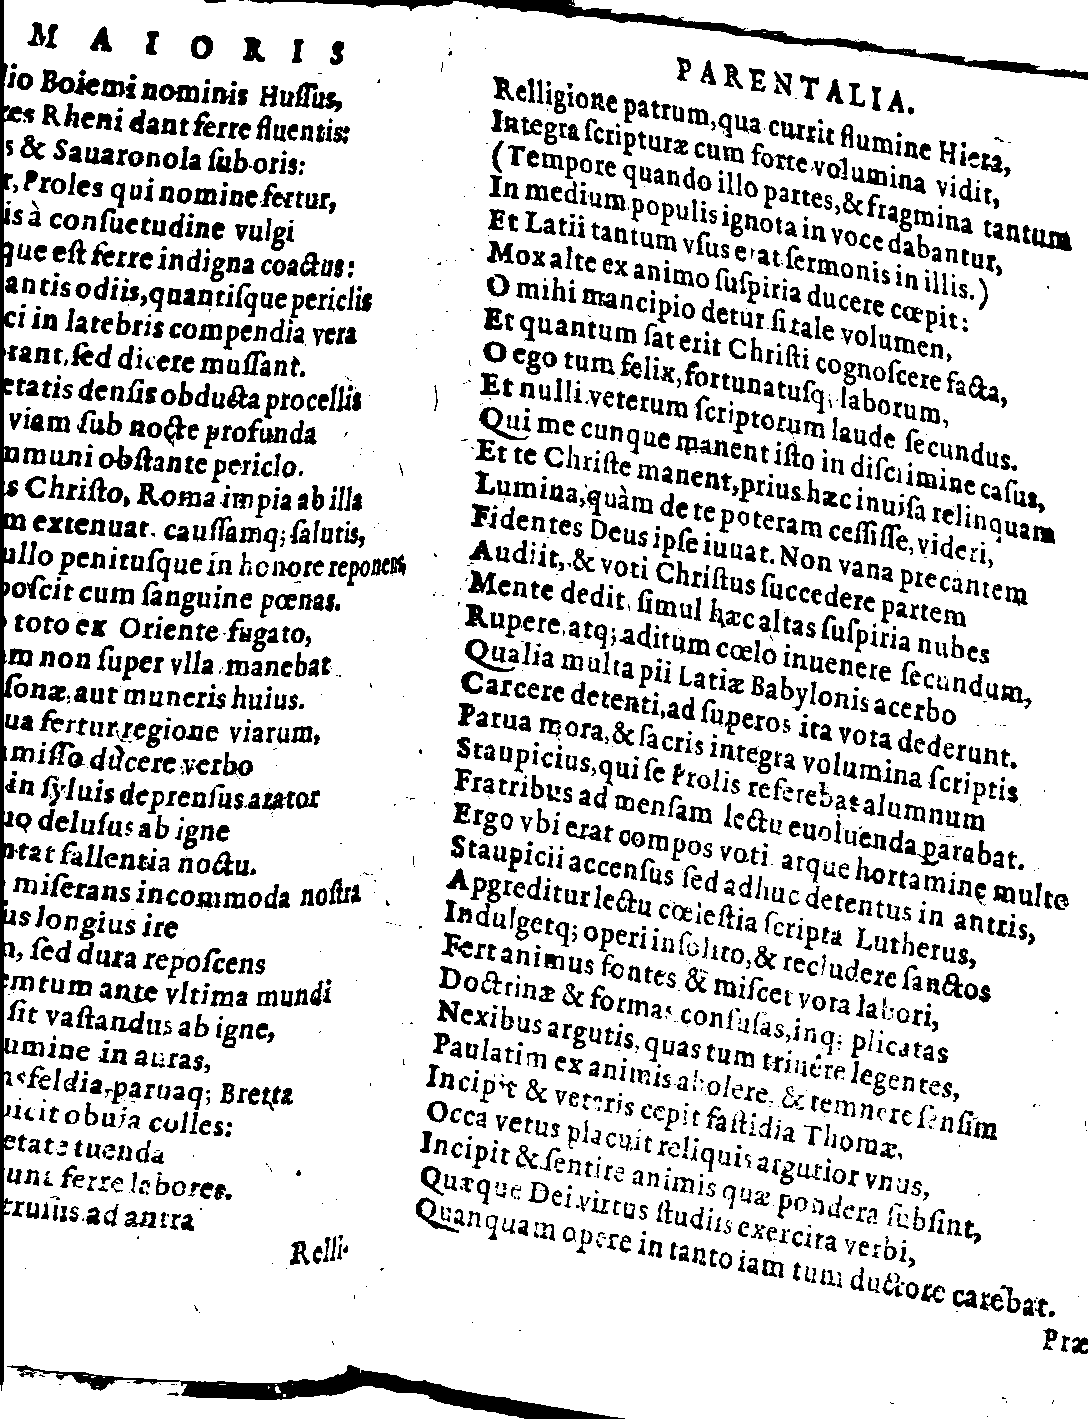 MAIORIS
lio Boiemi nominis Huſſus,
tes Rheni dant ferre fluentis:
s & Sauaronola ſub oris:
r, Proles qui nomine fertur,
is à conſuetudine vulgi
que eſt ferre indigna coactus:
antis odiis, quantiſque periclis
ci in latebris compendia vera
rant, ſed dicere muſſant.
etatis denſis obducta procellis
viam ſub nocte profunda
mmuni obſtante periclo.
s Chriſto, Roma impia ab illa
m extenuat cauſſamq; ſalutis,
ullo penituſque in honore reponens,
poſcit cum ſanguine pœnas.
toto ex Oriente fugato,
am non ſuper vlla manebat
ſonæ, aut muneris huius.
ua fertur regione viarum,
miſſo dùcere verbo
in ſyluis deprenſus arator
uo deluſus ab igne
ntat fallentia noctu.
miſerans incommoda noſtra
us longius ire
n, ſed dura repoſcens
emtum ante vltima mundi
ſit vaſtandus ab igne,
umine in auras,
nsfeldia, paruaq; Bretta
uicit obuia colles:
etate tuenda
runt ferre labores.
truſius ad antra
Relli-
PARENTALIA.
Relligione patrum, qua currit flumine Hiera,
Integra ſcripturæ cum forte volumina vidit,
(Tempore quando illo partes, & fragmina tantum
In medium populis ignota in voce dabantur,
Et Latii tantum vſus erat ſermonis in illis.)
Mox alte ex animo ſuſpiria ducere cœpit:
O mihi mancipio detur ſi tale volumen,
Et quantum ſat erit Chriſti cognoſcere facta,
O ego tum felix, fortunatuſq; laborum,
Et nulli veterum ſcriptorum laude ſecundus.
Qui me cunque manent iſto in diſcrimine caſus,
Et te Chriſte manent, prius hæc inuiſa relinquam
Lumina, quàm de te poteram ceſſiſſe, videri,
Fidentes Deus ipſe iuuat. Non vana precantem
Audiit, & voti Chriſtus ſuccedere partem
Mente dedit, ſimul hæc altas ſuſpiria nubes
Rupere, atq; aditum cœlo inuenere ſecundum,
Qualia multa pii Latiæ Babylonis acerbo
Carcere detenti, ad ſuperos ita vota dederunt.
Parua mora, & ſacris integra volumina ſcriptis
Staupicius, qui ſe Prolis referebat alumnum
Fratribus ad menſam lectu euoluenda parabat.
Ergo vbi erat compos voti atque hortamine multo
Staupicii accenſus ſed adhuc detentus in antris,
Apgreditur lectu cœleſtia ſcripta Lutherus,
Indulgetq; operi inſolito, & recludere ſanctos
Fert animus fontes & miſcet vota labori,
Doctrinæ & formas confuſas, inq; plicatas
Nexibus argutis, quas tum triuére legentes,
Paulatim ex animis abolere, & temnere ſenſim
Incipit & veteris cepit faſtidia Thomæ,
Occa vetus placuit reliquis argutior vnus,
Incipit & ſentire animis quæ pondera ſubſint,
Quæque Dei virtus ſtudiis exercita verbi,
Quanquam opere in tanto iam tum ductore carebat.
Præ